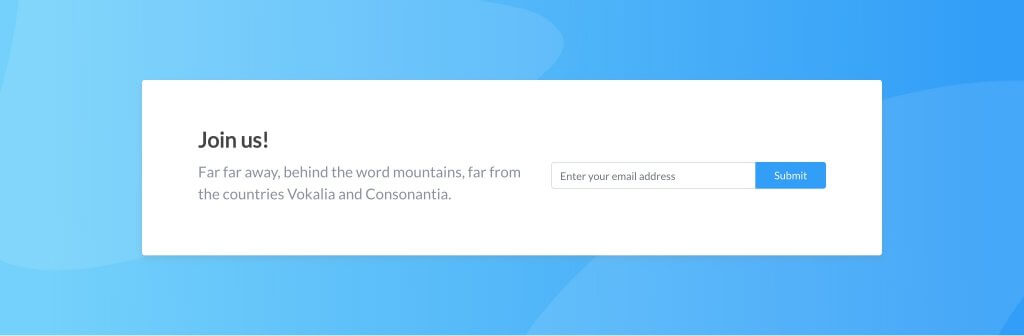 Join us!
Far far away, behind the word mountains, far from
the countries Vokalia and Consonantia.
Enter your email address
Submit